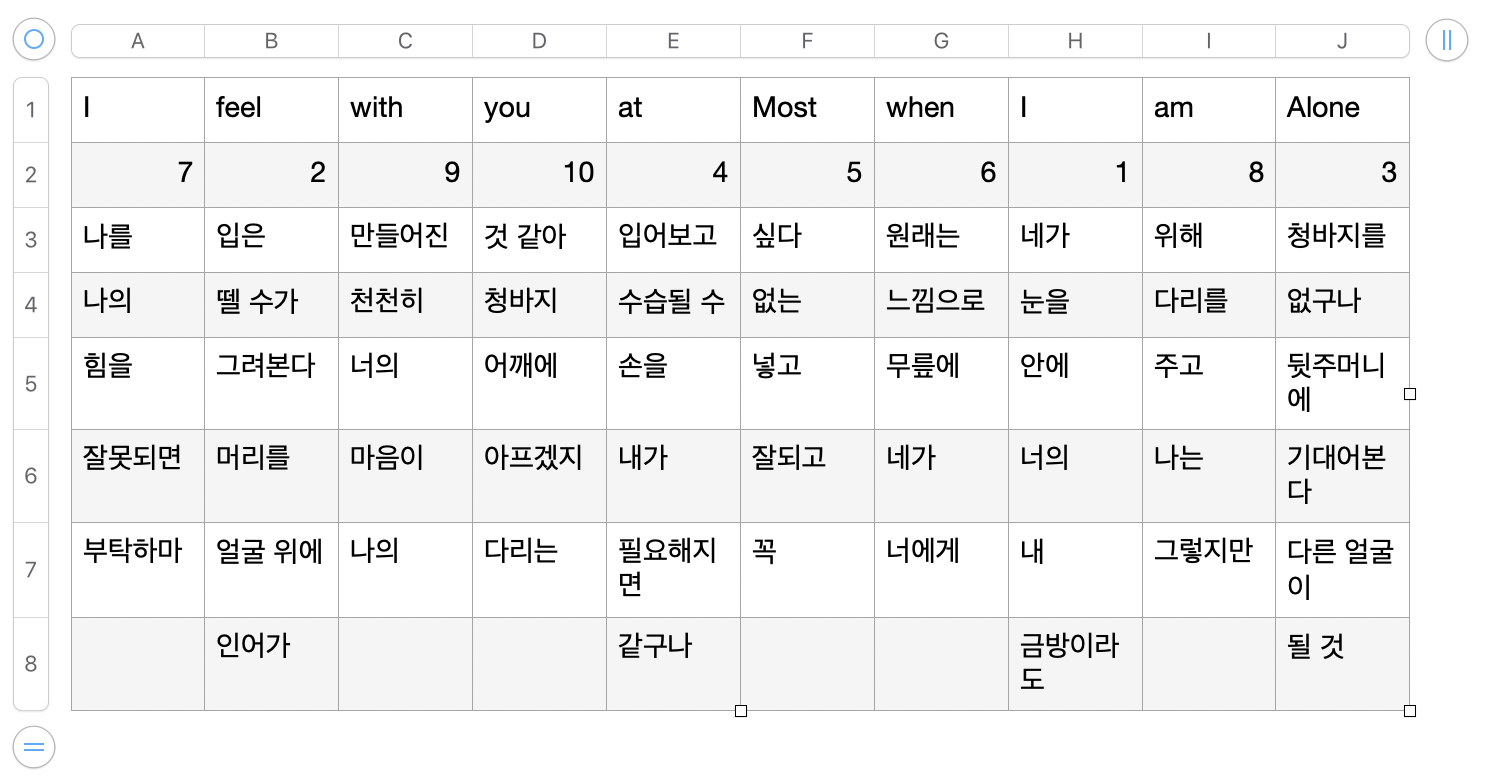 A B C D E F G H I J
1 I feel with you at Most when I am Alone
2 7 2 9 10 4 5 6 1 8 3
3 나를 입은 만들어진 것 같아 입어보고 싶다 원래는 네가 위해 청바지를
4 나의 뗄 수가 천천히 청바지 수습될 수 없는 느낌으로 눈을 다리를 없구나
5 힘을 그려본다 너의 어깨에 손을 넣고 무릎에 안에 주고 뒷주머니
에
6 잘못되면 머리를 마음이 아프겠지 내가 잘되고 네가 너의 나는 기대어본
다
7 부탁하마 얼굴 위에 나의 다리는 필요해지 꼭 너에게 내 그렇지만 다른 얼굴
면 이
8 인어가 같구나 금방이라 될 것
도